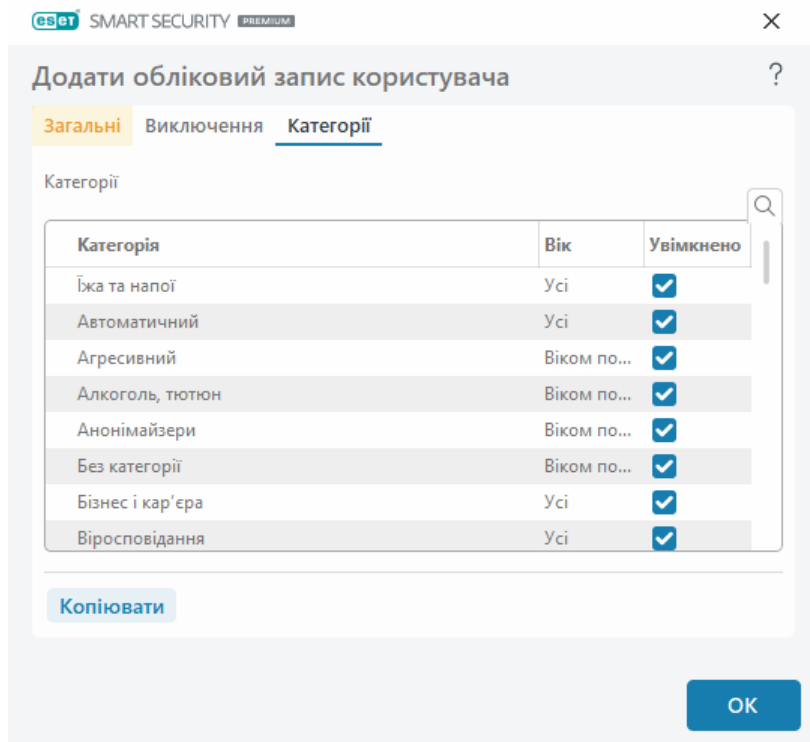 eset SMART SECURITY PREMIUM
Додати обліковий запис користувача ?
Загальні Виключення Категорії
Категорії
Категорія Вік Увімкнено
Їжа та напої Усі
Автоматичний Усі
Агресивний Віком по...
Алкоголь, тютюн Віком по...
Анонімайзери Віком по...
Без категорії Віком по...
Бізнес і кар’єра Усі
Віросповідання Усі
Копіювати
ОК